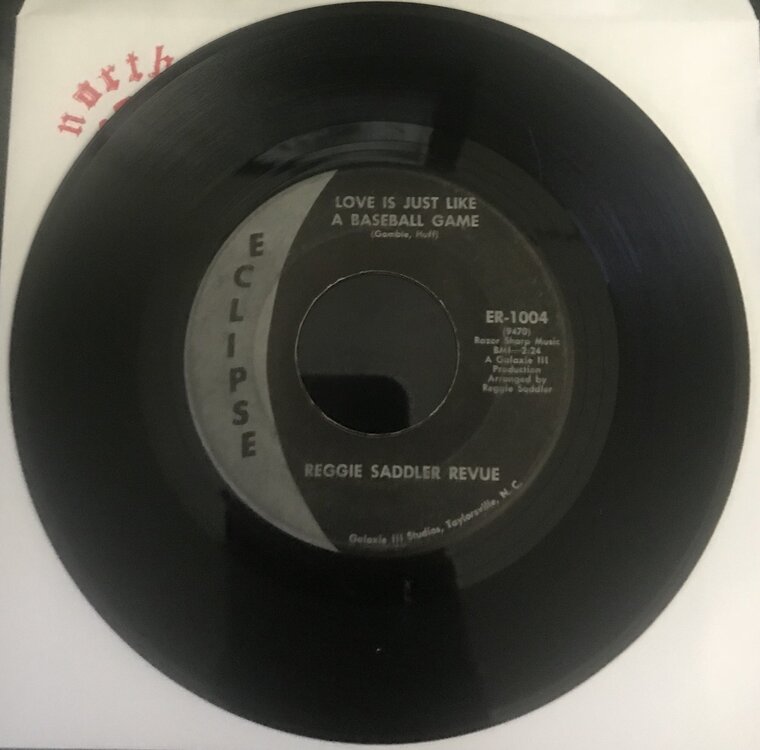 north
ECLIPSE
LOVE IS JUST LIKE
A BASEBALL GAME
(Gamble, Huff)
ER-1004
(9470)
Razor Sharp Music
BMI—2:24
A Galaxie III
Production
Arranged by
Reggie Saddler
REGGIE SADDLER REVUE
Galaxie III Studios, Taylorsville, N. C.